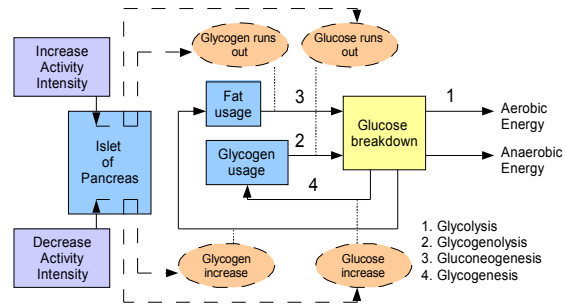 Increase
Activity
Intensity
Glycogen runs
out
Glucose runs
out
Fat
usage
3
1
Aerobic
Energy
Islet
of
Pancreas
Glycogen
usage
2
4
Glucose
breakdown
Anaerobic
Energy
Decrease
Activity
Intensity
Glycogen
increase
Glucose
increase
1. Glycolysis
2. Glycogenolysis
3. Gluconeogenesis
4. Glycogenesis